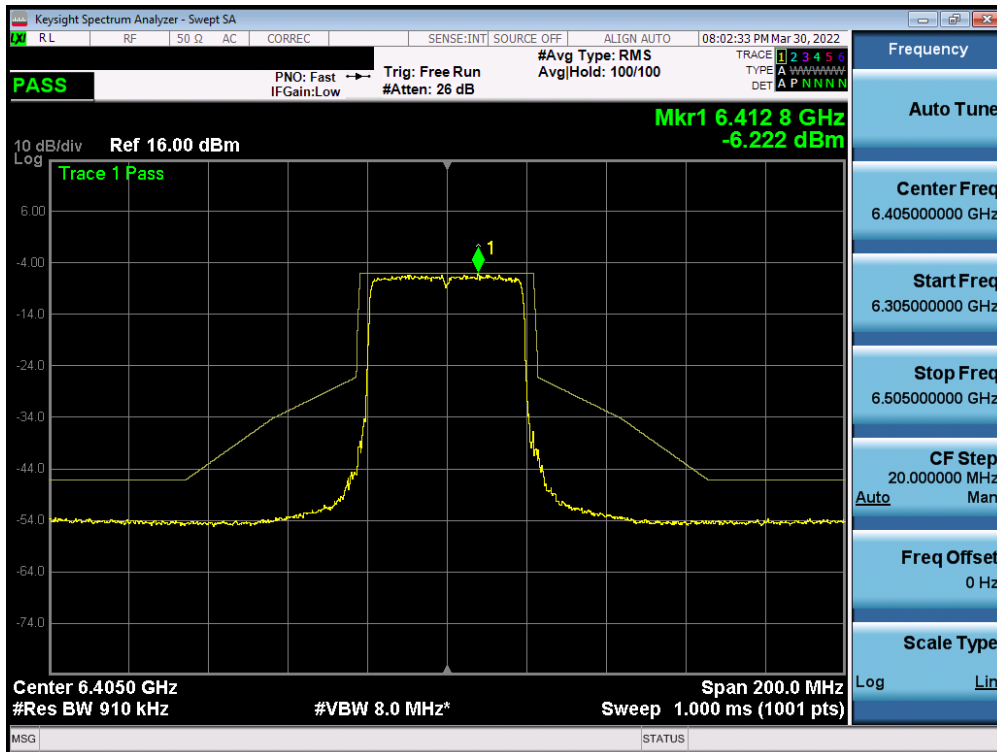 Keysight Spectrum Analyzer - Swept SA
LXI RL RF 50 Ω AC CORREC SENSE:INT SOURCE OFF ALIGN AUTO 08:02:33 PM Mar 30, 2022
PASS
PNO: Fast
IFGain:Low
Trig: Free Run
#Atten: 26 dB
#Avg Type: RMS
Avg|Hold: 100/100
TRACE 1 2 3 4 5 6
TYPE A WWWWW
DET A P N N N N
Mkr1 6.412 8 GHz
-6.222 dBm
10 dB/div Ref 16.00 dBm
Log
Trace 1 Pass
1
6.00
-4.00
-14.0
-24.0
-34.0
-44.0
-54.0
-64.0
-74.0
Center 6.4050 GHz Span 200.0 MHz
#Res BW 910 kHz #VBW 8.0 MHz* Sweep 1.000 ms (1001 pts)
MSG STATUS
Frequency
Auto Tune
Center Freq
6.405000000 GHz
Start Freq
6.305000000 GHz
Stop Freq
6.505000000 GHz
CF Step
20.000000 MHz
Auto Man
Freq Offset
0 Hz
Scale Type
Log Lin